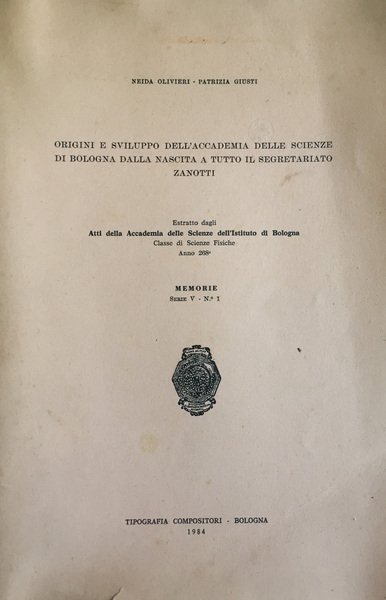 NEIDA OLIVIERI - PATRIZIA GIUSTI
ORIGINI E SVILUPPO DELL'ACCADEMIA DELLE SCIENZE
DI BOLOGNA DALLA NASCITA A TUTTO IL SEGRETARIATO
ZANOTTI
Estratto dagli
Atti della Accademia delle Scienze dell'Istituto di Bologna
Classe di Scienze Fisiche
Anno 268º
MEMORIE
SERIE V - N.º 1
TIPOGRAFIA COMPOSITORI - BOLOGNA
1984